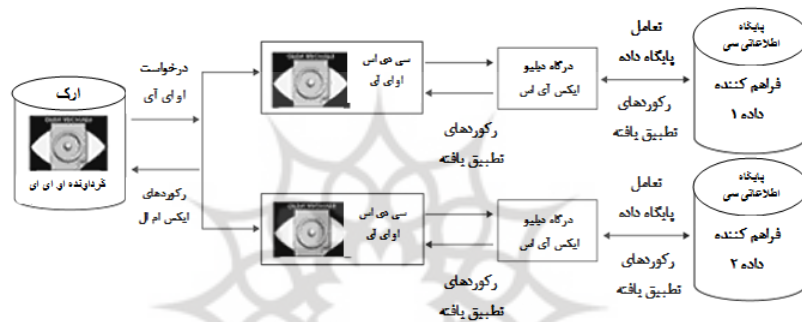 ارک
گردآورنده او ای آی
درخواست
او ای آی
رکوردهای
ایکس ام ال
سی دی اس
او ای آی
درگاه دبلیو
ایکس آی اس
رکوردهای
تطبیق یافته
تعامل
پایگاه داده
رکوردهای
تطبیق یافته
پایگاه
اطلاعاتی سی
فراهم کننده
داده ۱
سی دی اس
او ای آی
درگاه دبلیو
ایکس آی اس
رکوردهای
تطبیق یافته
تعامل
پایگاه داده
رکوردهای
تطبیق یافته
پایگاه
اطلاعاتی سی
فراهم کننده
داده ۲